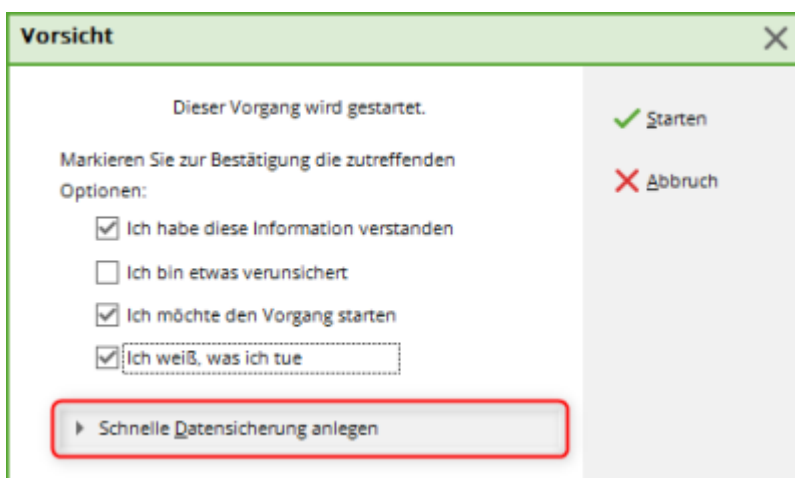 Vorsicht
Dieser Vorgang wird gestartet.
Markieren Sie zur Bestätigung die zutreffenden
Optionen:
Ich habe diese Information verstanden
Ich bin etwas verunsichert
Ich möchte den Vorgang starten
Ich weiß, was ich tue
Schnelle Datensicherung anlegen
Starten
Abbruch